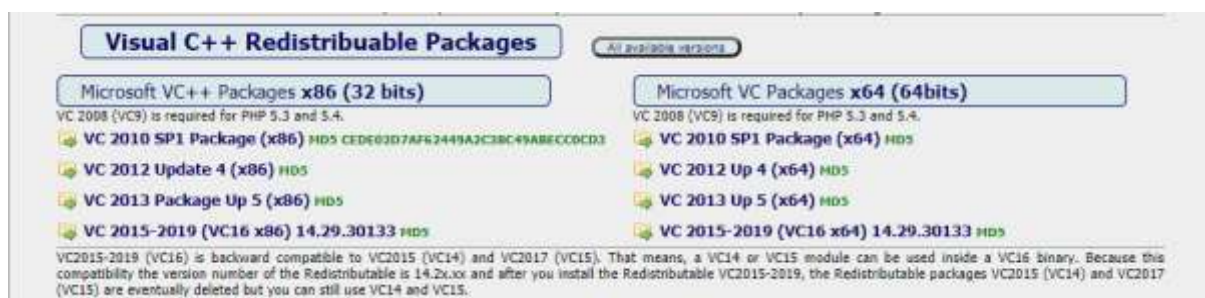 Visual C++ Redistribuable Packages
All available versions
Microsoft VC++ Packages x86 (32 bits)
VC 2008 (VC9) is required for PHP 5.3 and 5.4.
VC 2010 SP1 Package (x86) MD5 CEDE03D7AF62449A2C38C49ABECC0CD3
VC 2012 Update 4 (x86) MD5
VC 2013 Package Up 5 (x86) MD5
VC 2015-2019 (VC16 x86) 14.29.30133 MD5
Microsoft VC Packages x64 (64bits)
VC 2008 (VC9) is required for PHP 5.3 and 5.4.
VC 2010 SP1 Package (x64) MD5
VC 2012 Up 4 (x64) MD5
VC 2013 Up 5 (x64) MD5
VC 2015-2019 (VC16 x64) 14.29.30133 MD5
VC2015-2019 (VC16) is backward compatible to VC2015 (VC14) and VC2017 (VC15). That means, a VC14 or VC15 module can be used inside a VC16 binary. Because this
compatibility the version number of the Redistributable is 14.2x.xx and after you install the Redistributable VC2015-2019, the Redistributable packages VC2015 (VC14) and VC2017
(VC15) are eventually deleted but you can still use VC14 and VC15.